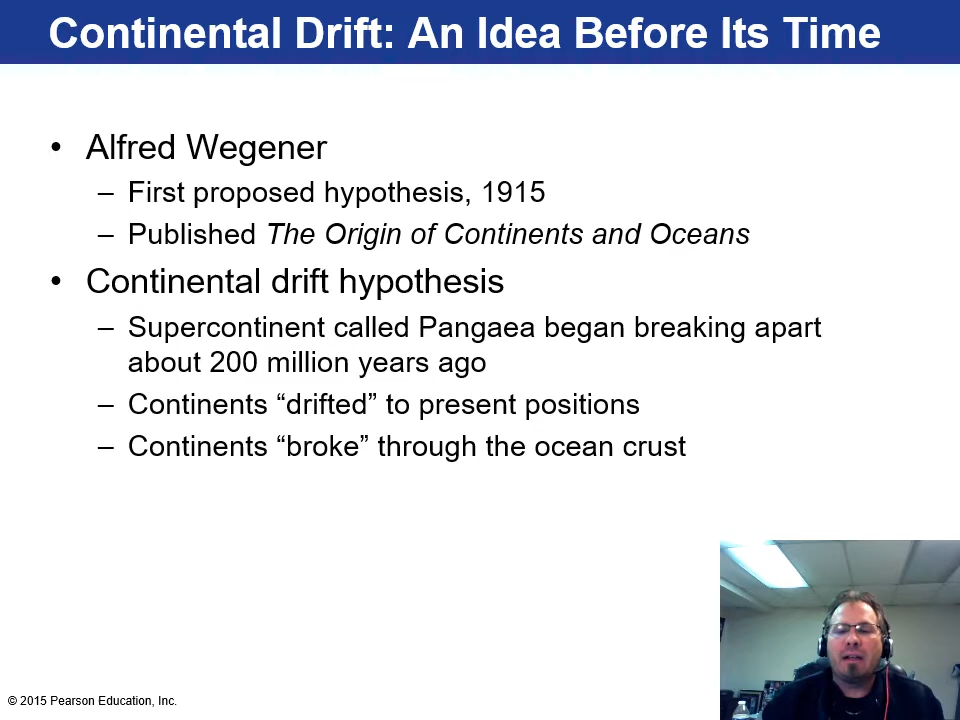 Continental Drift: An Idea Before Its Time
• Alfred Wegener
– First proposed hypothesis, 1915
– Published The Origin of Continents and Oceans
• Continental drift hypothesis
– Supercontinent called Pangaea began breaking apart
about 200 million years ago
– Continents “drifted” to present positions
– Continents “broke” through the ocean crust
© 2015 Pearson Education, Inc.